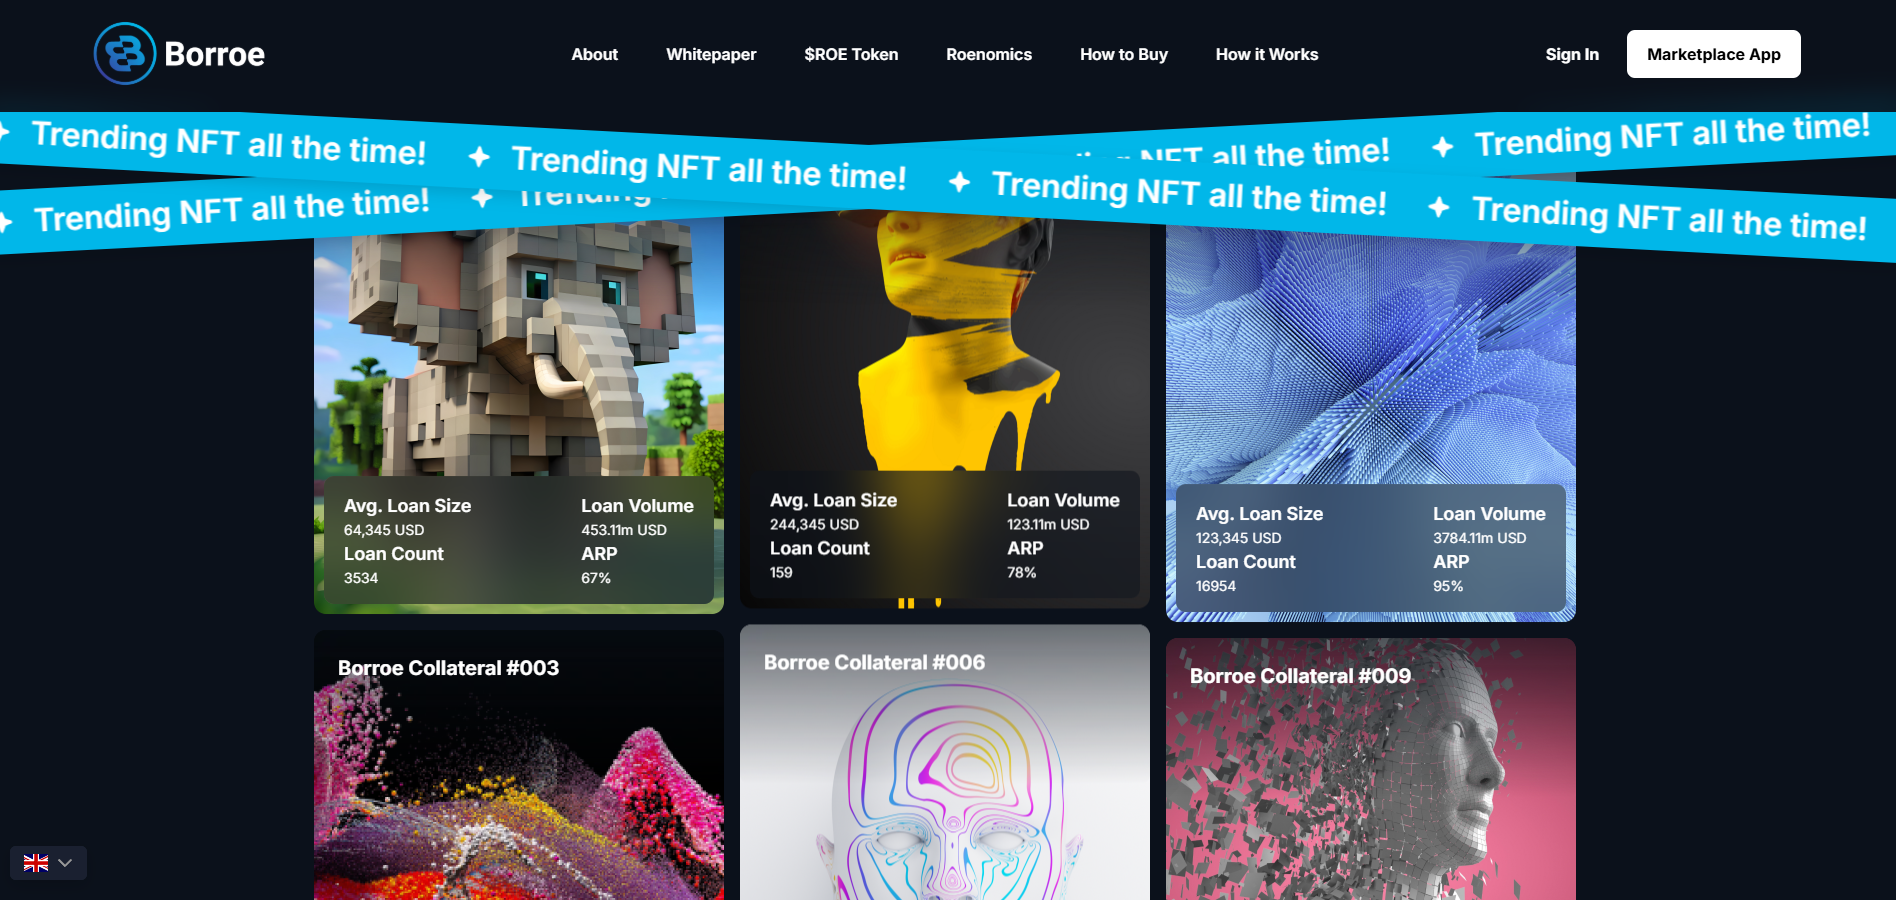 Borroe
About
Whitepaper
$ROE Token
Roenomics
How to Buy
How it Works
Sign In
Marketplace App
Trending NFT all the time!
Trending NFT all the time!
Trending NFT all the time!
Trending NFT all the time!
NFT all the time!
Trending NFT all the time!
Trending NFT all the time!
Trending
Avg. Loan Size
64,345 USD
Loan Count
3534
Loan Volume
453.11m USD
ARP
67%
Avg. Loan Size
244,345 USD
Loan Count
159
Loan Volume
123.11m USD
ARP
78%
Avg. Loan Size
123,345 USD
Loan Count
16954
Loan Volume
3784.11m USD
ARP
95%
Borroe Collateral #003
Borroe Collateral #006
Borroe Collateral #009